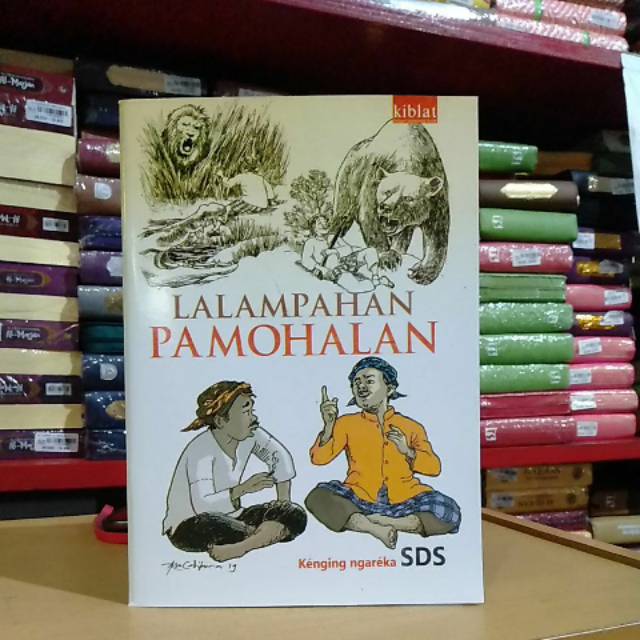 kiblat
LALAMPAHAN
PAMOHALAN
Kénging ngaréka SDS